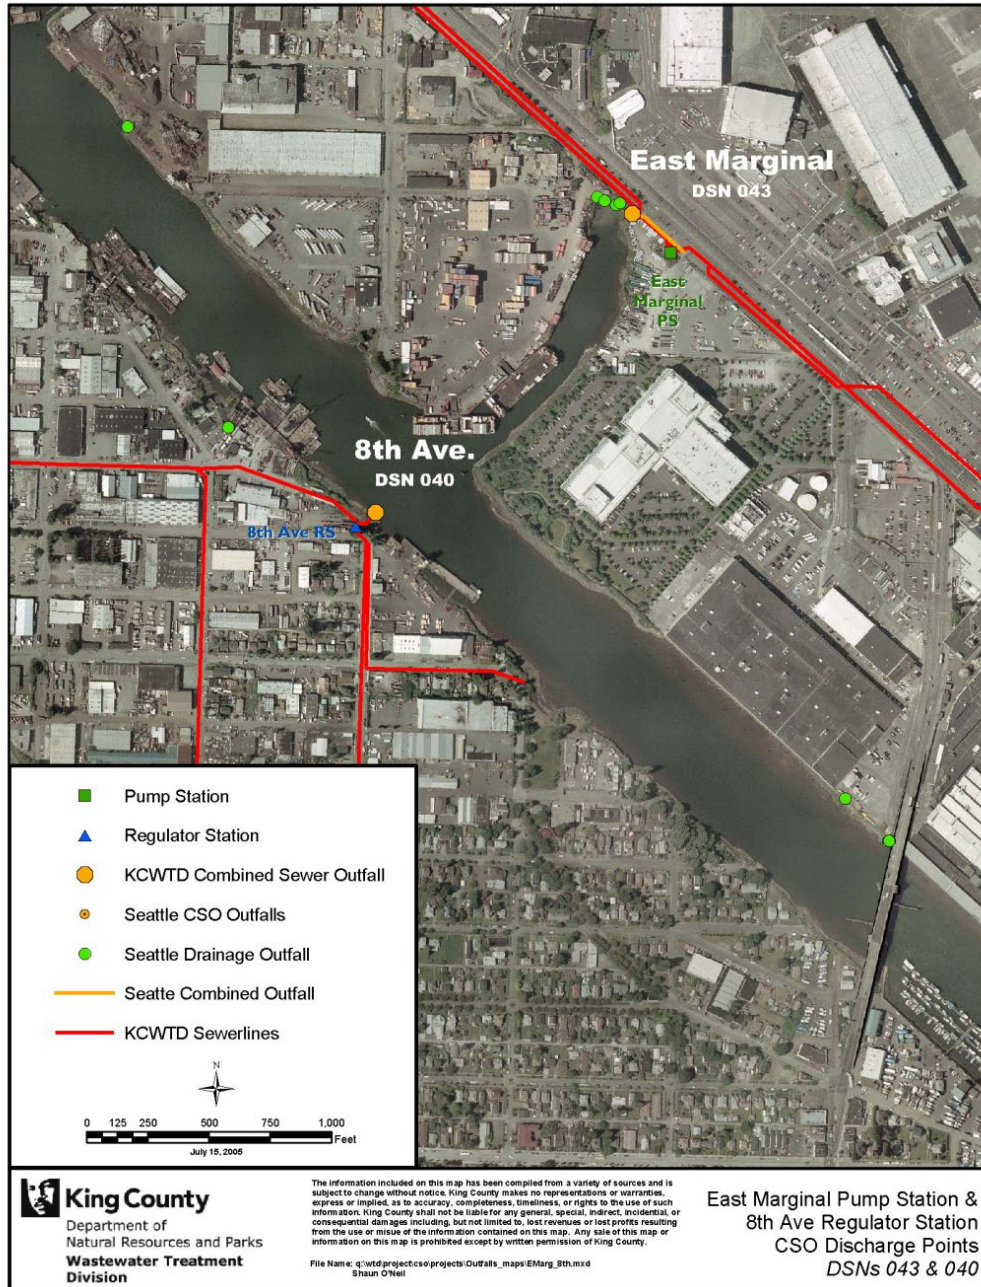 East Marginal
DSN 043
East
Marginal
PS
8th Ave.
DSN 040
8th Ave RS
Pump Station
Regulator Station
KCWTD Combined Sewer Outfall
Seattle CSO Outfalls
Seattle Drainage Outfall
Seatte Combined Outfall
KCWTD Sewerlines
N
0 125 250 500 750 1,000
Feet
July 15, 2005
King County
Department of
Natural Resources and Parks
Wastewater Treatment
Division
The information included on this map has been compiled from a variety of sources and is
subject to change without notice. King County makes no representations or warranties,
express or implied, as to accuracy, completeness, timeliness, or rights to the use of such
information. King County shall not be liable for any general, special, indirect, incidental, or
consequential damages including, but not limited to, lost revenues or lost profits resulting
from the use or misue of the information contained on this map. Any sale of this map or
information on this map is prohibited except by written permission of King County.
File Name: q:\wtd\project\cso\projects\Outfalls_maps\EMarg_8th.mxd
Shaun O'Neil
East Marginal Pump Station &
8th Ave Regulator Station
CSO Discharge Points
DSNs 043 & 040